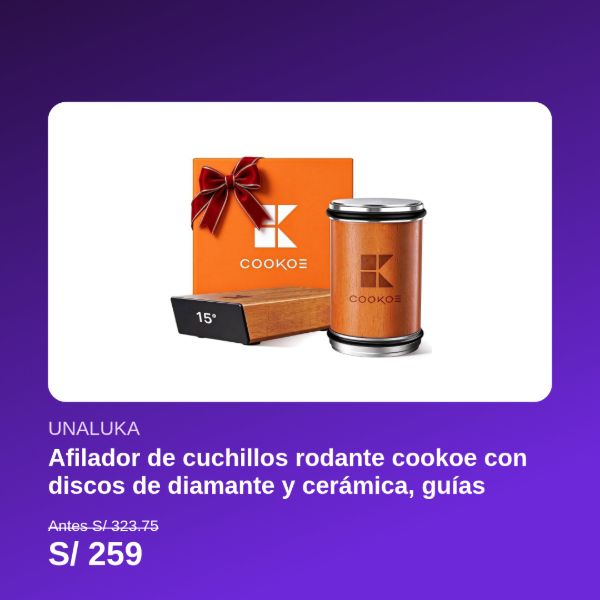 COOKOE
COOKOE
15°
UNALUKA
Afilador de cuchillos rodante cookoe con
discos de diamante y cerámica, guías
Antes S/ 323.75
S/ 259